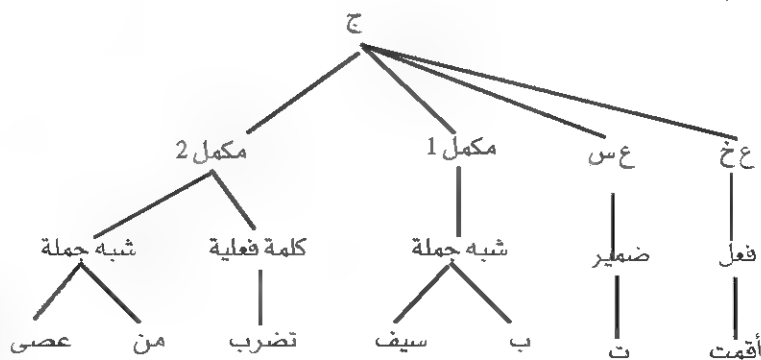 ج
ع خ ع س مكمل 1 مكمل 2
فعل ضمير شبه جملة كلمة فعلية شبه جملة
أقمت ت ب سيف تضرب من عصى